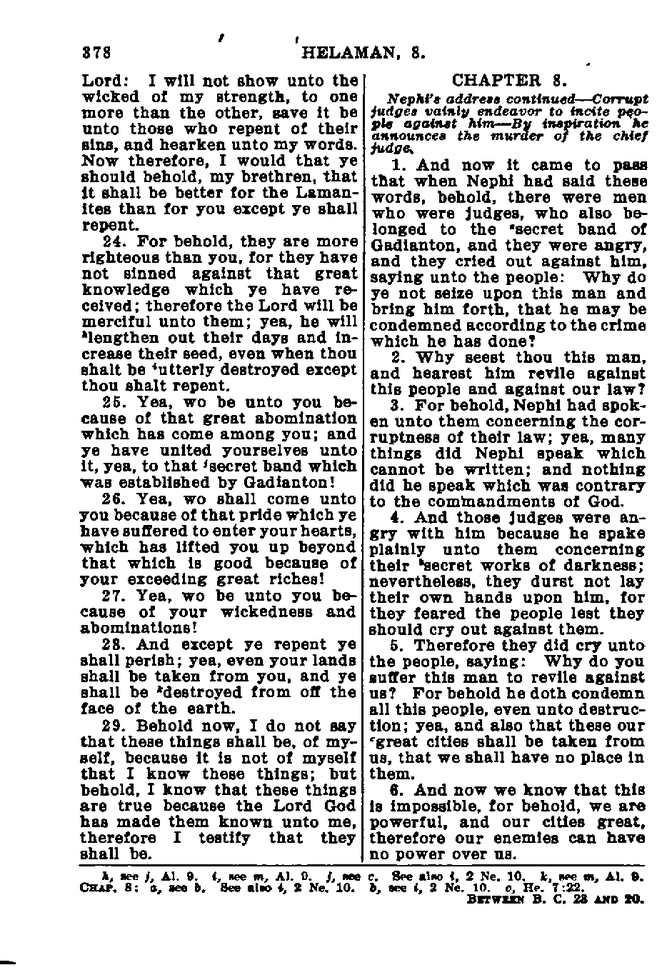 378
HELAMAN, 8.
Lord: I will not show unto the
wicked of my strength, to one
more than the other, save it be
unto those who repent of their
sins, and hearken unto my words.
Now therefore, I would that ye
should behold, my brethren, that
it shall be better for the Laman-
ites than for you except ye shall
repent.
24. For behold, they are more
righteous than you, for they have
not sinned against that great
knowledge which ye have re-
ceived; therefore the Lord will be
merciful unto them; yea, he will
hlengthen out their days and in-
crease their seed, even when thou
shalt be iutterly destroyed except
thou shalt repent.
25. Yea, wo be unto you be-
cause of that great abomination
which has come among you; and
ye have united yourselves unto
it, yea, to that jsecret band which
was established by Gadianton!
26. Yea, wo shall come unto
you because of that pride which ye
have suffered to enter your hearts,
which has lifted you up beyond
that which is good because of
your exceeding great riches!
27. Yea, wo be unto you be-
cause of your wickedness and
abominations!
28. And except ye repent ye
shall perish; yea, even your lands
shall be taken from you, and ye
shall be kdestroyed from off the
face of the earth.
29. Behold now, I do not say
that these things shall be, of my-
self, because it is not of myself
that I know these things; but
behold, I know that these things
are true because the Lord God
has made them known unto me,
therefore I testify that they
shall be.
CHAPTER 8.
Nephi's address continued—Corrupt
judges vainly endeavor to incite peo-
ple against him—By inspiration he
announces the murder of the chief
judge.
1. And now it came to pass
that when Nephi had said these
words, behold, there were men
who were judges, who also be-
longed to the asecret band of
Gadianton, and they were angry,
and they cried out against him,
saying unto the people: Why do
ye not seize upon this man and
bring him forth, that he may be
condemned according to the crime
which he has done?
2. Why seest thou this man,
and hearest him revile against
this people and against our law?
3. For behold, Nephi had spok-
en unto them concerning the cor-
ruptness of their law; yea, many
things did Nephi speak which
cannot be written; and nothing
did he speak which was contrary
to the commandments of God.
4. And those judges were an-
gry with him because he spake
plainly unto them concerning
their bsecret works of darkness;
nevertheless, they durst not lay
their own hands upon him, for
they feared the people lest they
should cry out against them.
5. Therefore they did cry unto
the people, saying: Why do you
suffer this man to revile against
us? For behold he doth condemn
all this people, even unto destruc-
tion; yea, and also that these our
cgreat cities shall be taken from
us, that we shall have no place in
them.
6. And now we know that this
is impossible, for behold, we are
powerful, and our cities great,
therefore our enemies can have
no power over us.
h, see j, Al. 9. i, see m, Al. 9. j, see c. See also i, 2 Ne. 10. k, see m, Al. 9.
CHAP. 8: a, see b. See also i, 2 Ne. 10. b, see i, 2 Ne. 10. c, He. 7:22.
BETWEEN B. C. 23 AND 20.